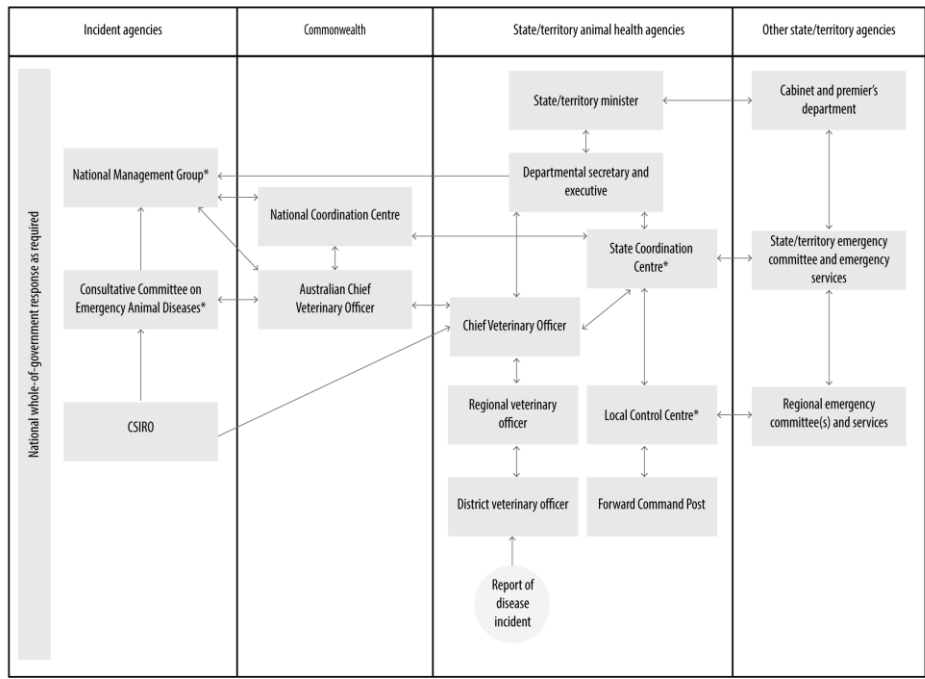 Incident agencies
Commonwealth
State/territory animal health agencies
Other state/territory agencies
National whole-of-government response as required
State/territory minister
Cabinet and premier's
department
National Management Group*
Departmental secretary and
executive
National Coordination Centre
State Coordination
Centre*
State/territory emergency
committee and emergency
services
Consultative Committee on
Emergency Animal Diseases*
Australian Chief
Veterinary Officer
Chief Veterinary Officer
CSIRO
Regional veterinary
officer
Local Control Centre*
Regional emergency
committee(s) and services
District veterinary officer
Forward Command Post
Report of
disease
incident